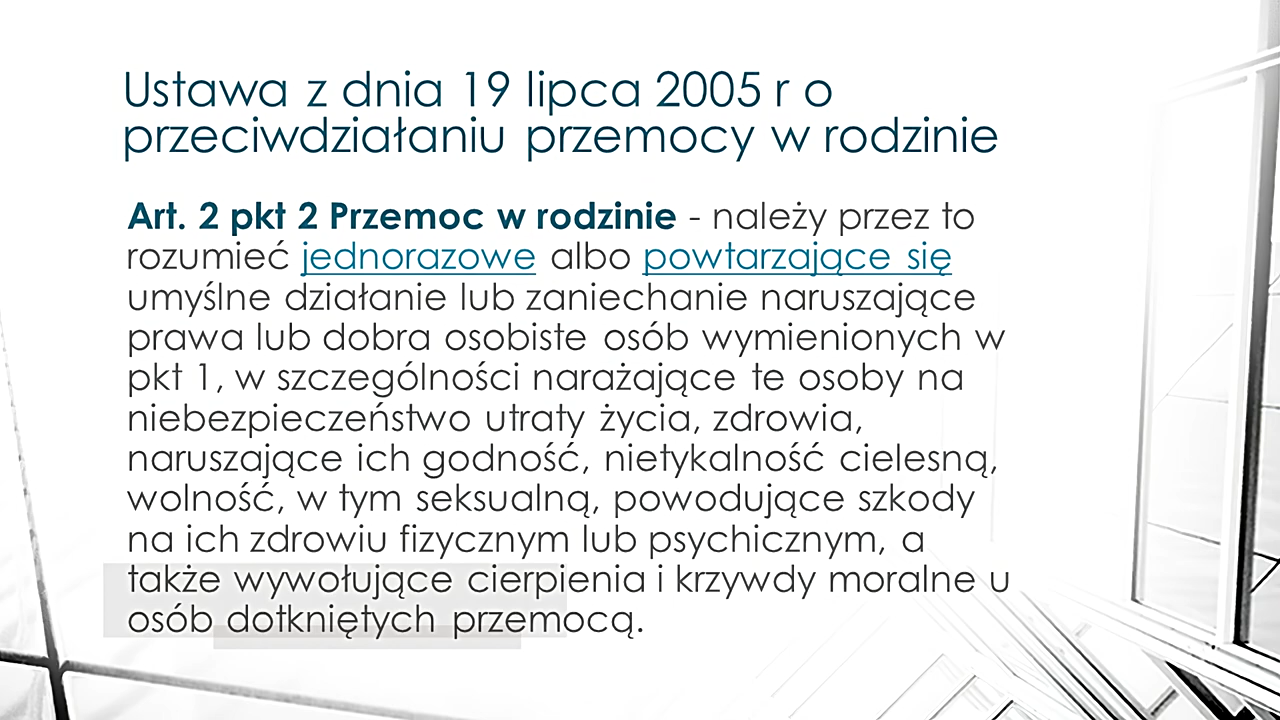 Ustawa z dnia 19 lipca 2005 r o
przeciwdziałaniu przemocy w rodzinie
Art. 2 pkt 2 Przemoc w rodzinie - należy przez to
rozumieć jednorazowe albo powtarzające się
umyślne działanie lub zaniechanie naruszające
prawa lub dobra osobiste osób wymienionych w
pkt 1, w szczególności narażające te osoby na
niebezpieczeństwo utraty życia, zdrowia,
naruszające ich godność, nietykalność cielesną,
wolność, w tym seksualną, powodujące szkody
na ich zdrowiu fizycznym lub psychicznym, a
także wywołujące cierpienia i krzywdy moralne u
osób dotkniętych przemocą.